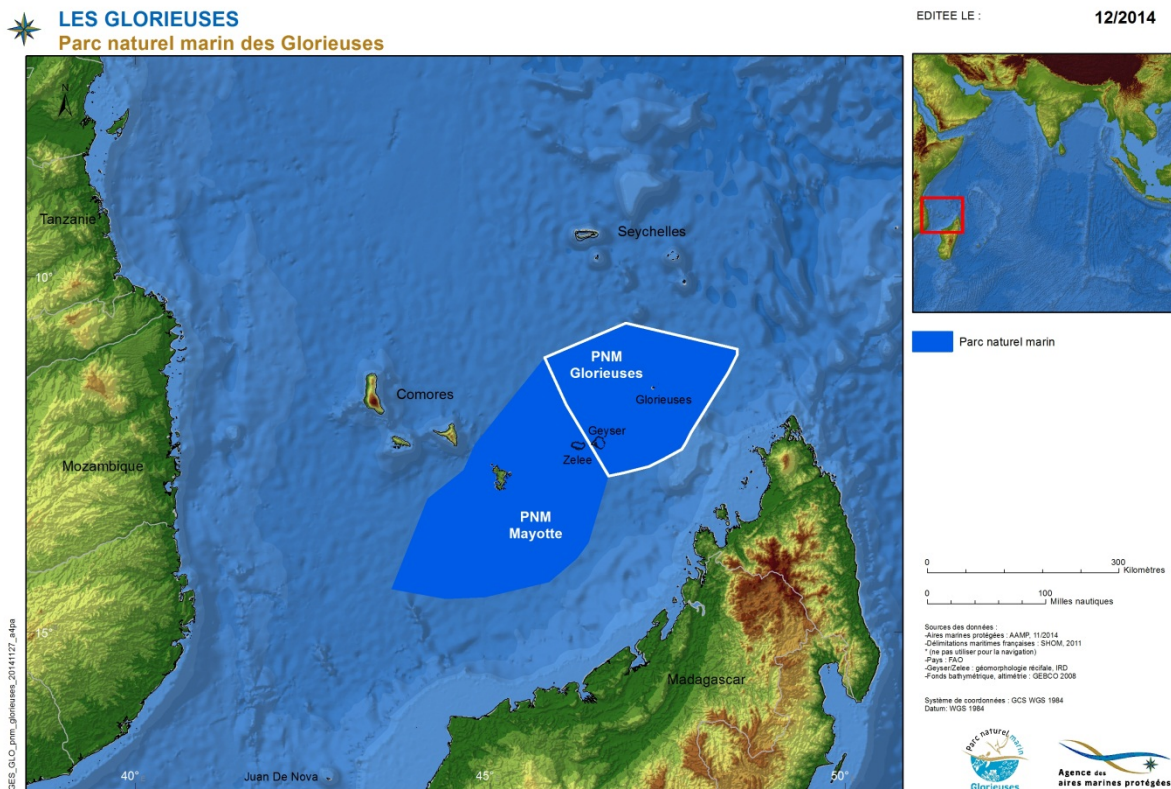 LES GLORIEUSES
Parc naturel marin des Glorieuses
EDITEE LE :
12/2014
Tanzanie
Seychelles
10°
PNM
Glorieuses
Glorieuses
Comores
Geyser
Zelee
Mozambique
PNM
Mayotte
15°
Madagascar
40°
Juan De Nova
45°
50°
Parc naturel marin
0
300
Kilomètres
0
100
Milles nautiques
Sources des données :
-Aires marines protégées : AAMP, 11/2014
-Délimitations maritimes françaises : SHOM, 2011
* (ne pas utiliser pour la navigation)
-Pays : FAO
-Geyser/Zelee : géomorphologie récifale, IRD
-Fonds bathymétrique, altimétrie : GEBCO 2008
Système de coordonnées : GCS WGS 1984
Datum: WGS 1984
Parc naturel marin
Glorieuses
Agence des
aires marines protégées